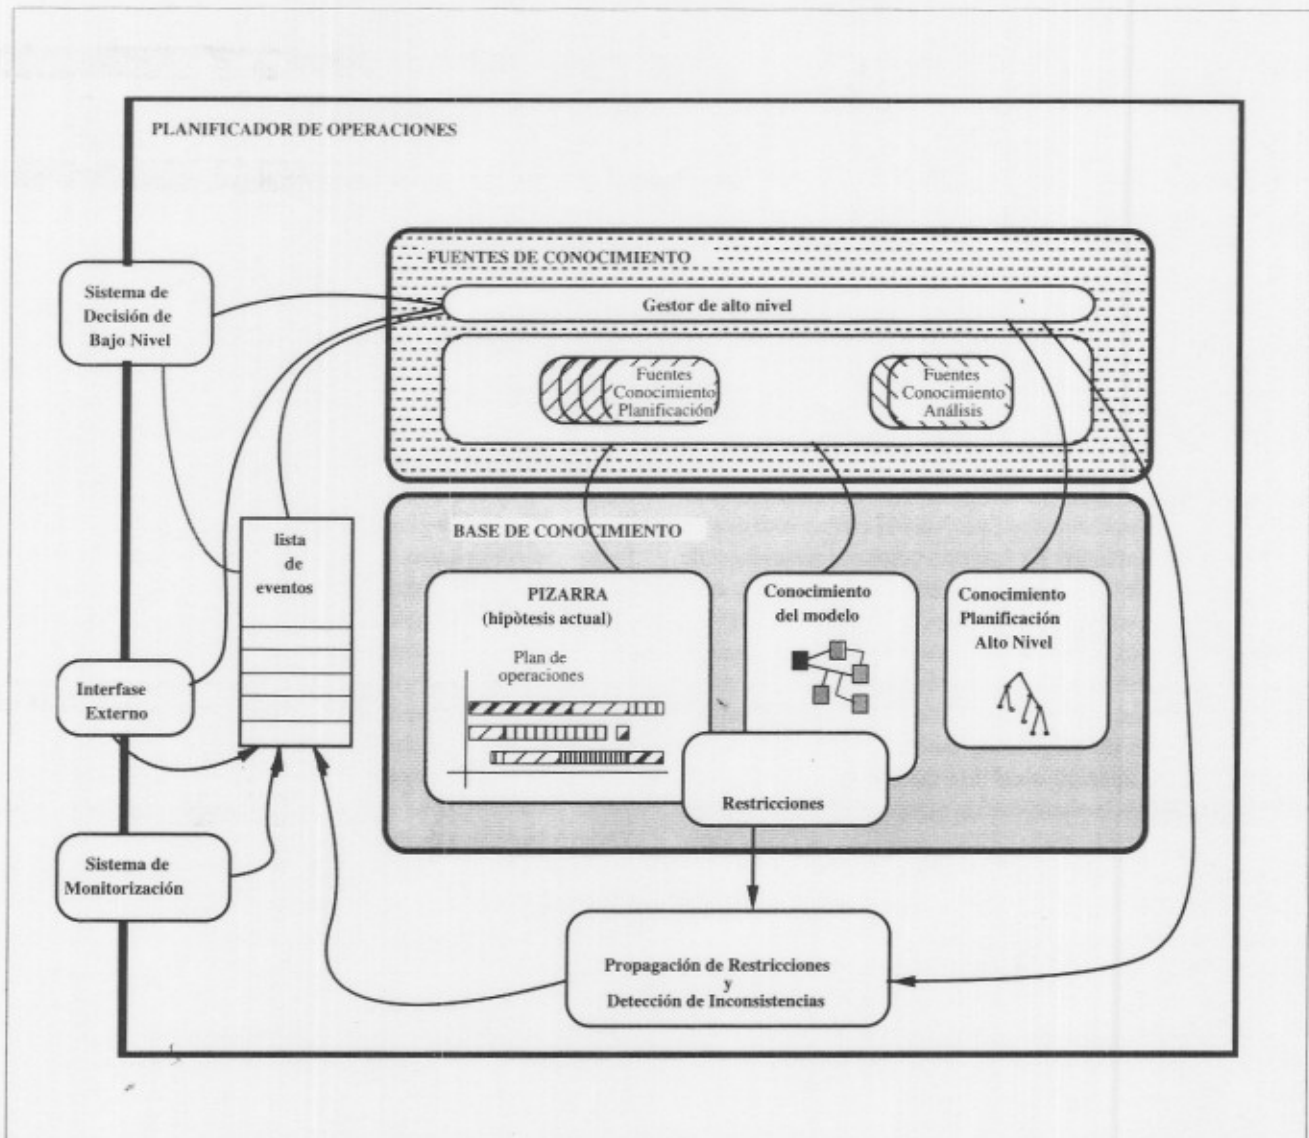 PLANIFICADOR DE OPERACIONES
FUENTES DE CONOCIMIENTO
Gestor de alto nivel
Sistema de
Decisión de
Bajo Nivel
Fuentes
Conocimiento
Planificación
Fuentes
Conocimiento
Análisis
BASE DE CONOCIMIENTO
lista
de
eventos
PIZARRA
(hipòtesis actual)
Plan de
operaciones
Conocimiento
del modelo
Conocimiento
Planificación
Alto Nivel
Interfase
Externo
Restricciones
Sistema de
Monitorización
Propagación de Restricciones
y
Detección de Inconsistencias